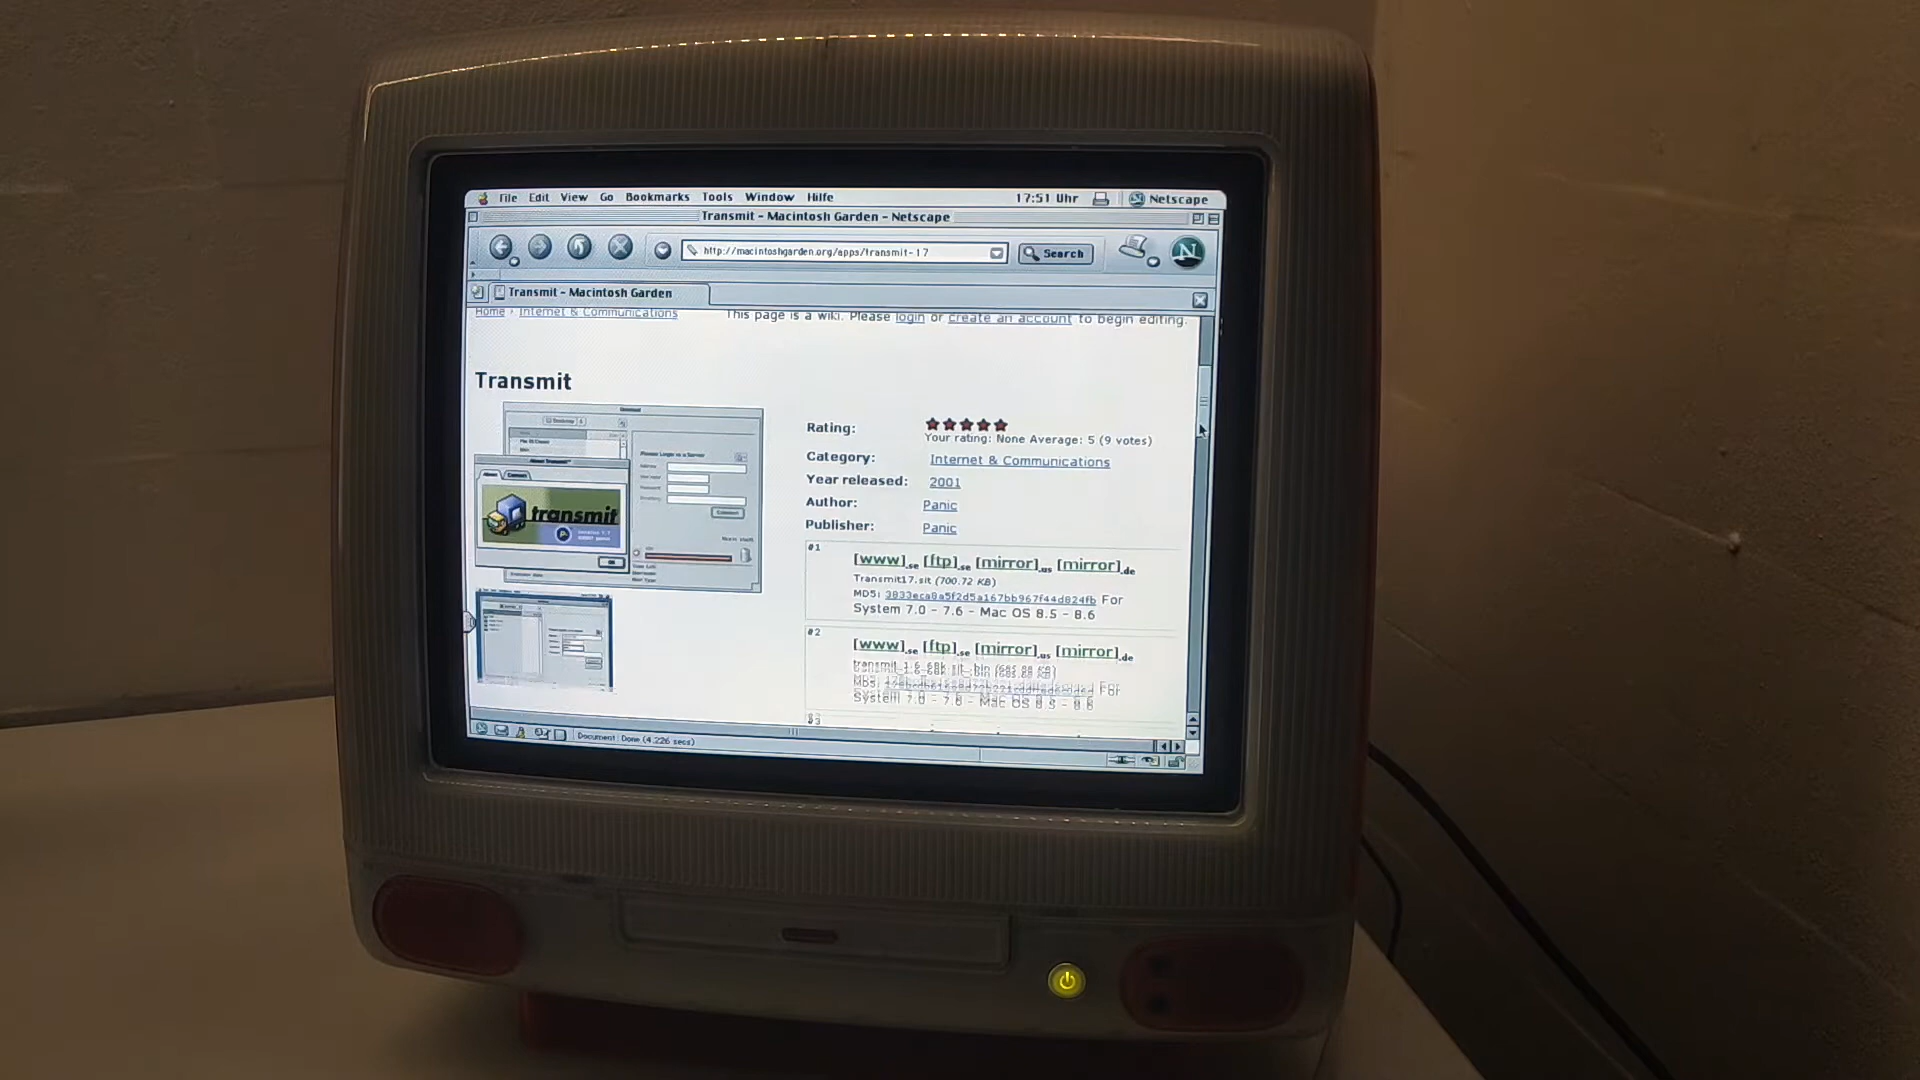 File Edit View Go Bookmarks Tools Window Hilfe 17:51 Uhr Netscape
Transmit - Macintosh Garden - Netscape
http://macintoshgarden.org/apps/transmit-17 Search N
Transmit - Macintosh Garden
Home › Internet & Communications This page is a wiki. Please login or create an account to begin editing.
Transmit
Rating:
Your rating: None Average: 5 (9 votes)
Category: Internet & Communications
Year released: 2001
Author: Panic
Publisher: Panic
#1
[www].se [ftp].se [mirror].us [mirror].de
Transmit17.sit (700.72 KB)
MD5: 3833eca8a5f2d5a167bb967f44d824fb For
System 7.0 - 7.6 - Mac OS 8.5 - 8.6
#2
[www].se [ftp].se [mirror].us [mirror].de
For
System 7.0 - 7.6 - Mac OS 8.5 - 8.6
transmit
Document: Done (4.226 secs)